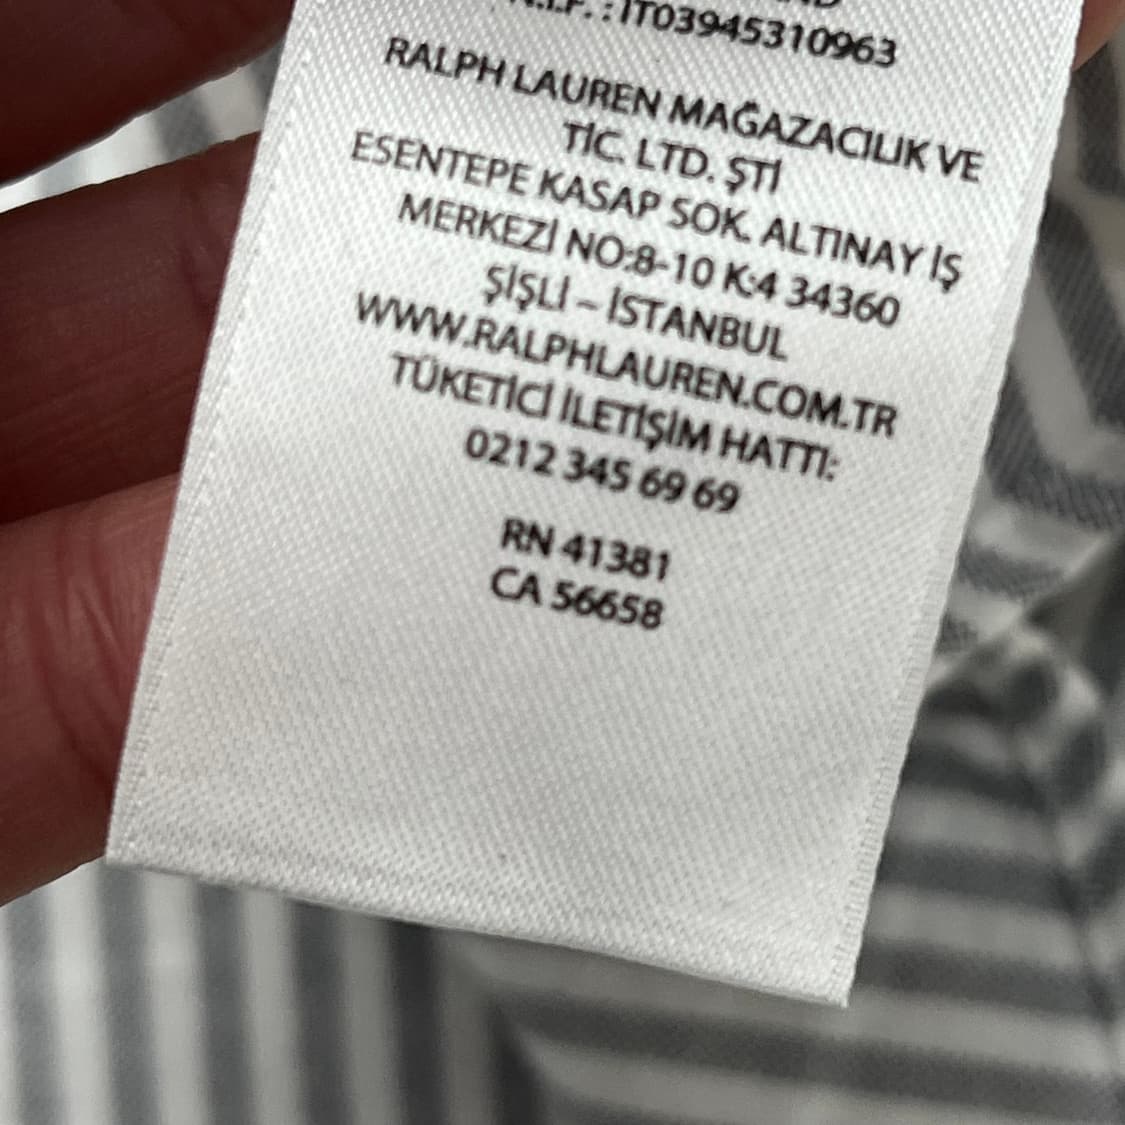 N.I.F. : IT03945310963
RALPH LAUREN MAĞAZACILIK VE
TİC. LTD. ŞTİ
ESENTEPE KASAP SOK. ALTINAY İŞ
MERKEZİ NO:8-10 K:4 34360
ŞİŞLİ – İSTANBUL
WWW.RALPHLAUREN.COM.TR
TÜKETİCİ İLETİŞİM HATTI:
0212 345 69 69
RN 41381
CA 56658